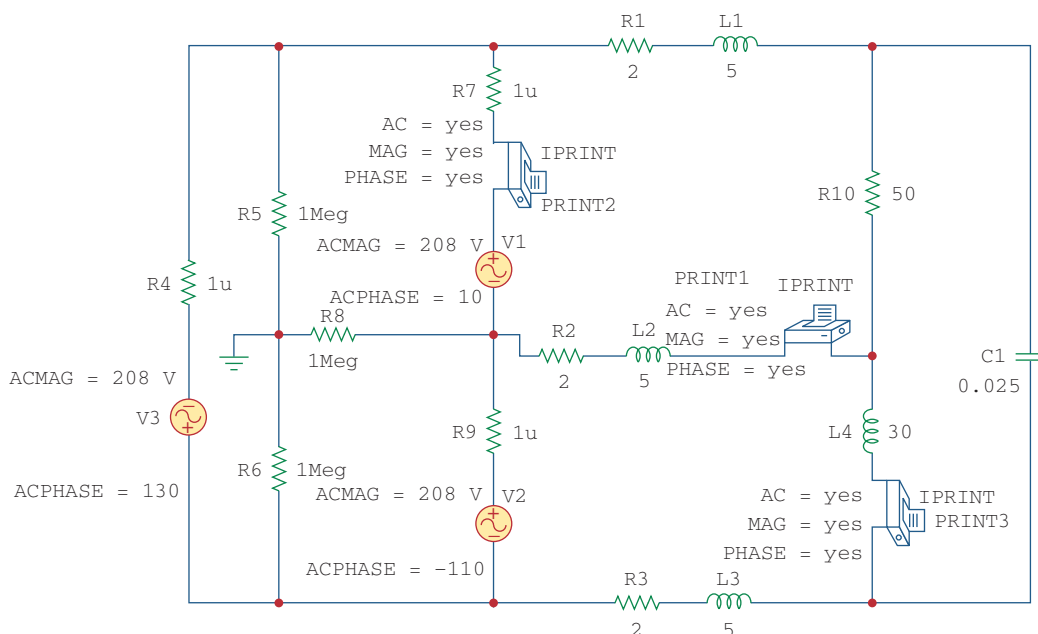 R1
L1
2
5
R7
1u
AC = yes
MAG = yes
IPRINT
PHASE = yes
PRINT2
R10
50
R5
1Meg
ACMAG = 208 V
V1
R4
1u
ACPHASE = 10
PRINT1
IPRINT
R8
AC = yes
L2
R2
MAG = yes
1Meg
C1
ACMAG = 208 V
2
5
PHASE = yes
0.025
V3
R9
1u
L4
30
R6
1Meg
ACPHASE = 130
ACMAG = 208 V
V2
AC = yes
IPRINT
MAG = yes
PRINT3
PHASE = yes
ACPHASE = −110
R3
L3
2
5